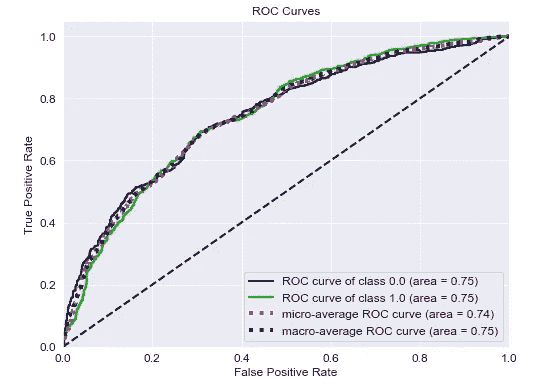 ROC Curves
1.0
0.8
0.6
0.4
0.2
0.0
True Positive Rate
ROC curve of class 0.0 (area = 0.75)
ROC curve of class 1.0 (area = 0.75)
micro-average ROC curve (area = 0.74)
macro-average ROC curve (area = 0.75)
0.0 0.2 0.4 0.6 0.8 1.0
False Positive Rate